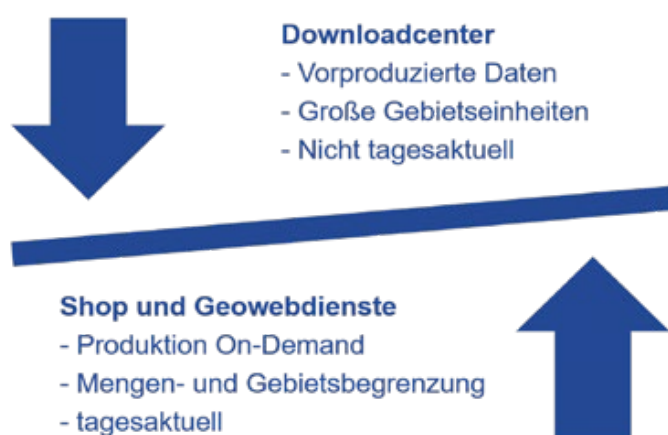 Downloadcenter
- Vorproduzierte Daten
- Große Gebietseinheiten
- Nicht tagesaktuell
Shop und Geowebdienste
- Produktion On-Demand
- Mengen- und Gebietsbegrenzung
- tagesaktuell